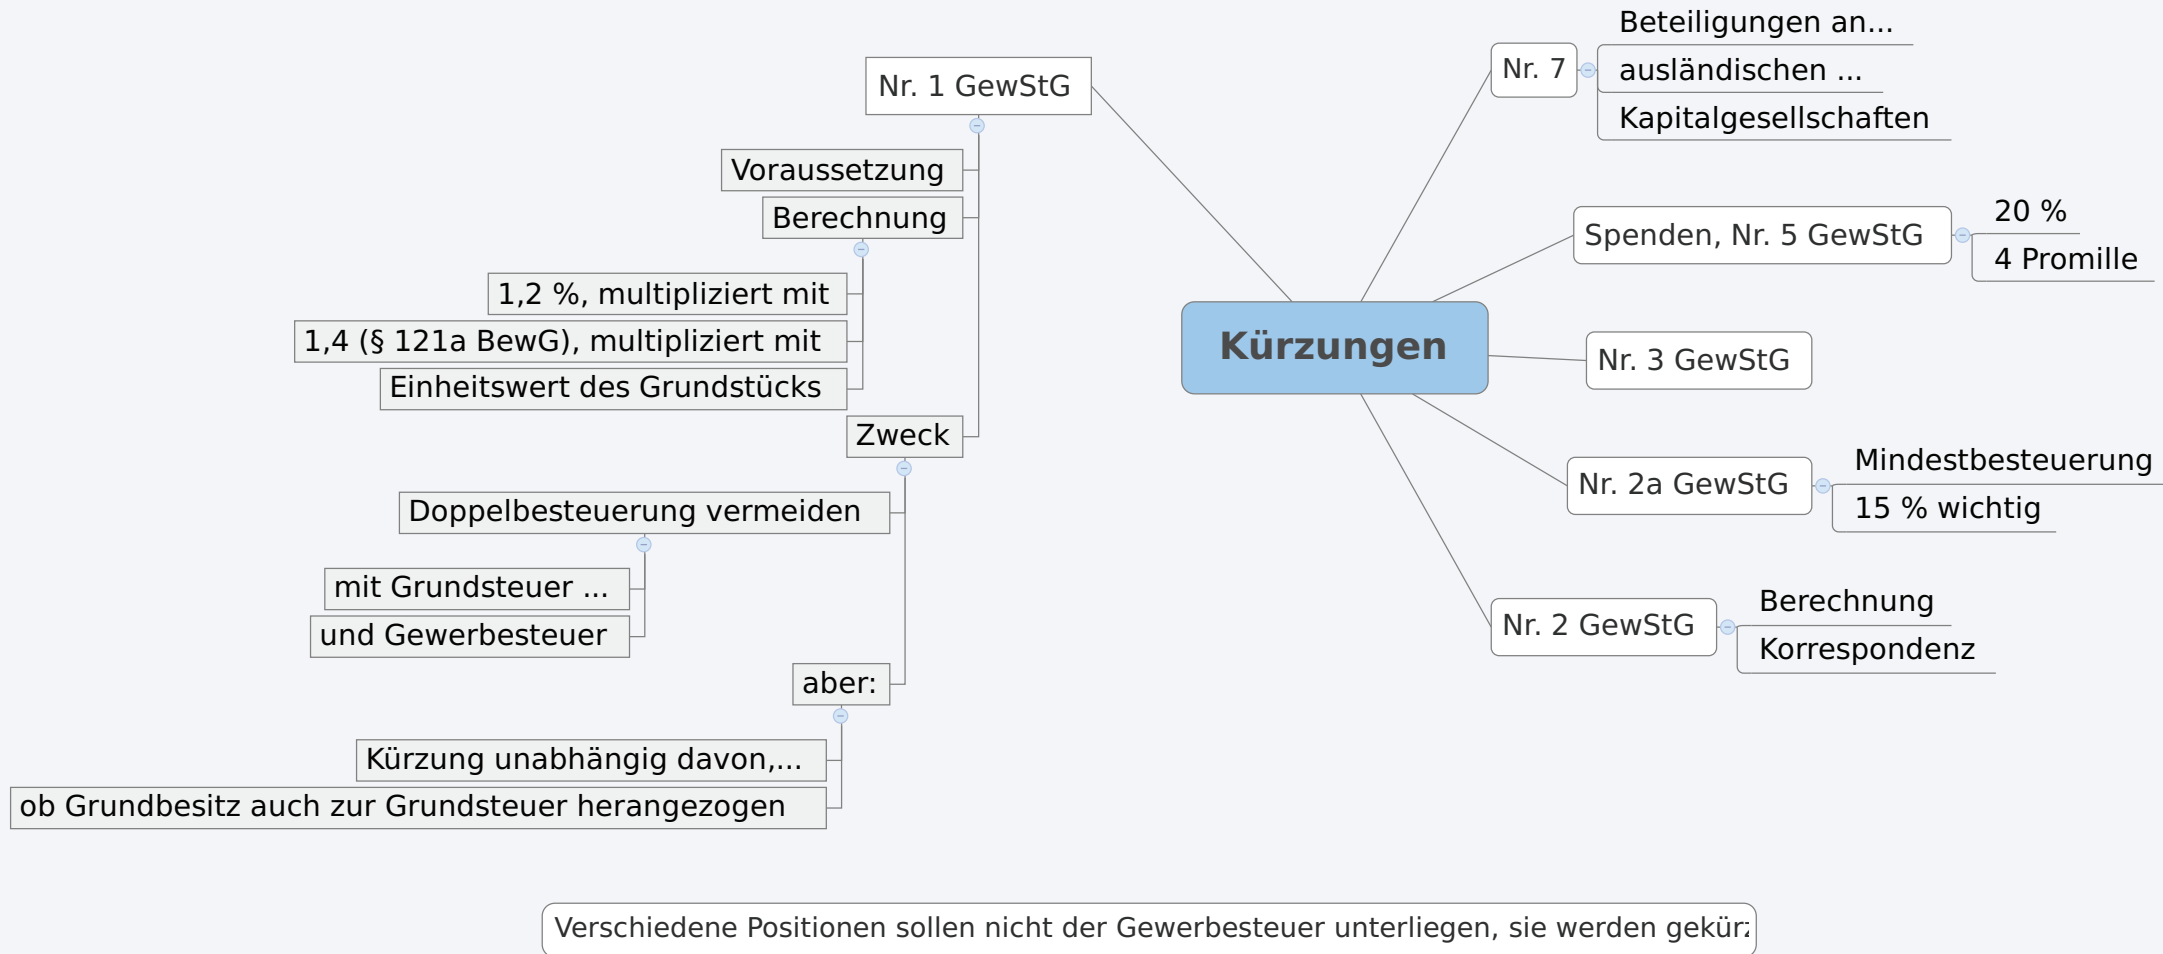 Kürzungen
Nr. 1 GewStG
Voraussetzung
Berechnung
1,2 %, multipliziert mit
1,4 (§ 121a BewG), multipliziert mit
Einheitswert des Grundstücks
Zweck
Doppelbesteuerung vermeiden
mit Grundsteuer ...
und Gewerbesteuer
aber:
Kürzung unabhängig davon,...
ob Grundbesitz auch zur Grundsteuer herangezogen
Nr. 7
Beteiligungen an...
ausländischen ...
Kapitalgesellschaften
Spenden, Nr. 5 GewStG
20 %
4 Promille
Nr. 3 GewStG
Nr. 2a GewStG
Mindestbesteuerung
15 % wichtig
Nr. 2 GewStG
Berechnung
Korrespondenz
Verschiedene Positionen sollen nicht der Gewerbesteuer unterliegen, sie werden